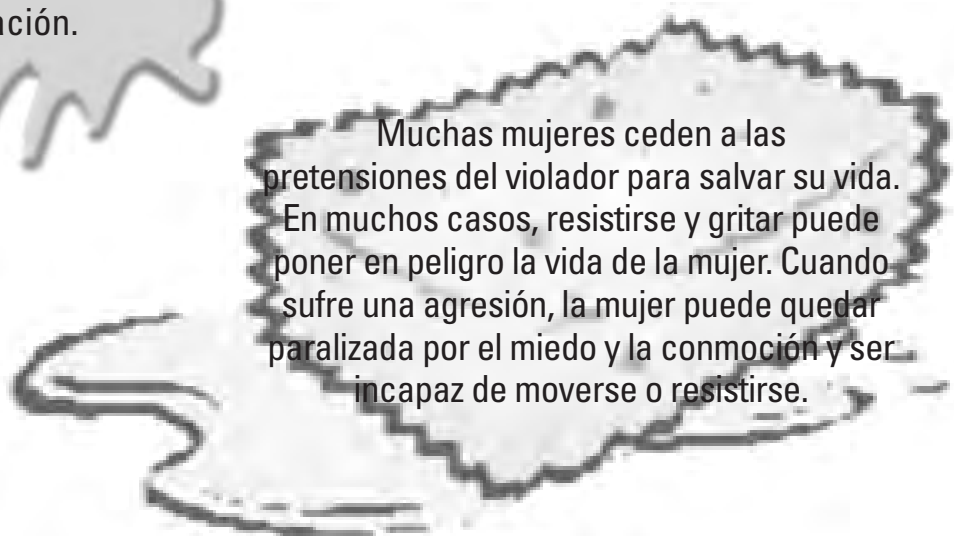 ación.
Muchas mujeres ceden a las
pretensiones del violador para salvar su vida.
En muchos casos, resistirse y gritar puede
poner en peligro la vida de la mujer. Cuando
sufre una agresión, la mujer puede quedar
paralizada por el miedo y la conmoción y ser
incapaz de moverse o resistirse.